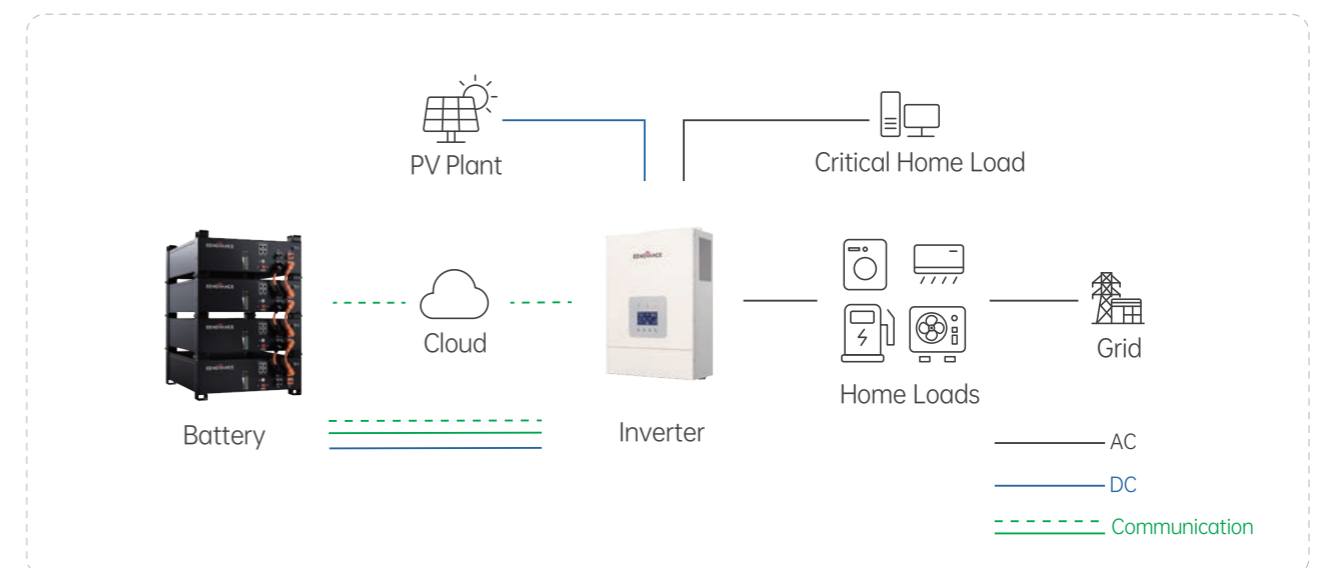 PV Plant
Critical Home Load
Cloud
Battery
Inverter
Home Loads
Grid
AC
DC
Communication